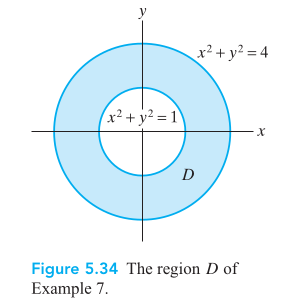 y
x² + y² = 4
x² + y² = 1
x
D
Figure 5.34 The region D of
Example 7.